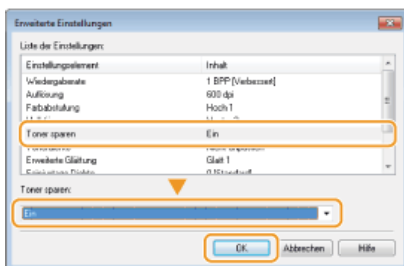 Erweiterte Einstellungen
Liste der Einstellungen:
Einstellungselement Inhalt
Wiedergaberate 1 BPP [Verbessert]
Auflösung 600 dpi
Farbabstufung Hoch 1
Toner sparen Ein
Erweiterte Glättung Glatt 1
Toner sparen:
Ein
OK Abbrechen Hilfe